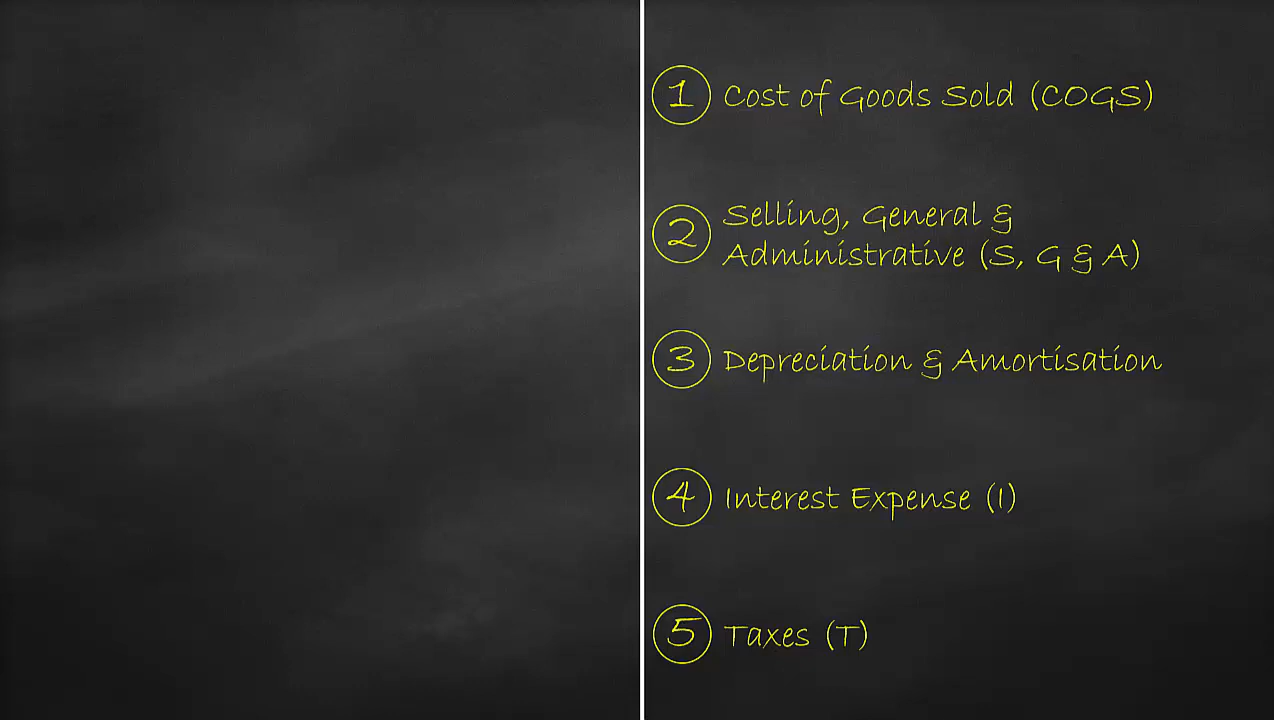 1 Cost of Goods Sold (COGS)
2 Selling, General &
Administrative (S, G & A)
3 Depreciation & Amortisation
4 Interest Expense (I)
5 Taxes (T)